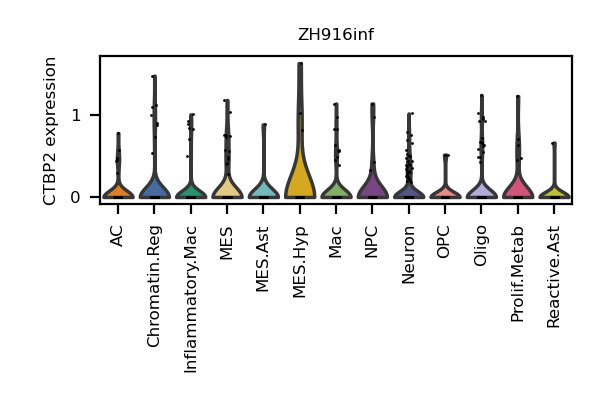 ZH916inf
CTBP2 expression
1
0
AC
Chromatin.Reg
Inflammatory.Mac
MES
MES.Ast
MES.Hyp
Mac
NPC
Neuron
OPC
Oligo
Prolif.Metab
Reactive.Ast